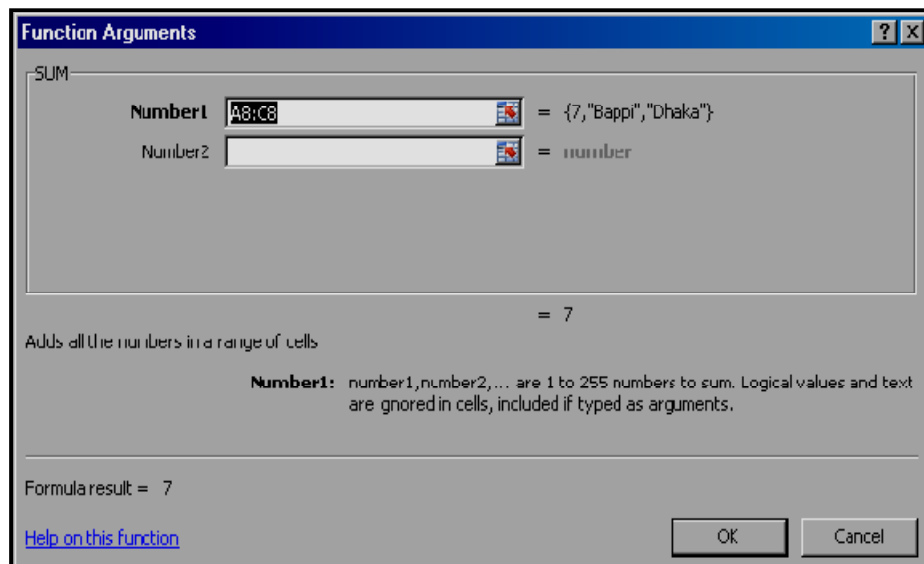 Function Arguments
SUM
Number1 A8:C8 = {7,"Bappi","Dhaka"}
Number2 = number
= 7
Adds all the numbers in a range of cells
Number1: number1,number2,... are 1 to 255 numbers to sum. Logical values and text
are gnored in cells, included if typed as arguments.
Formula result = 7
Help on this function
OK Cancel